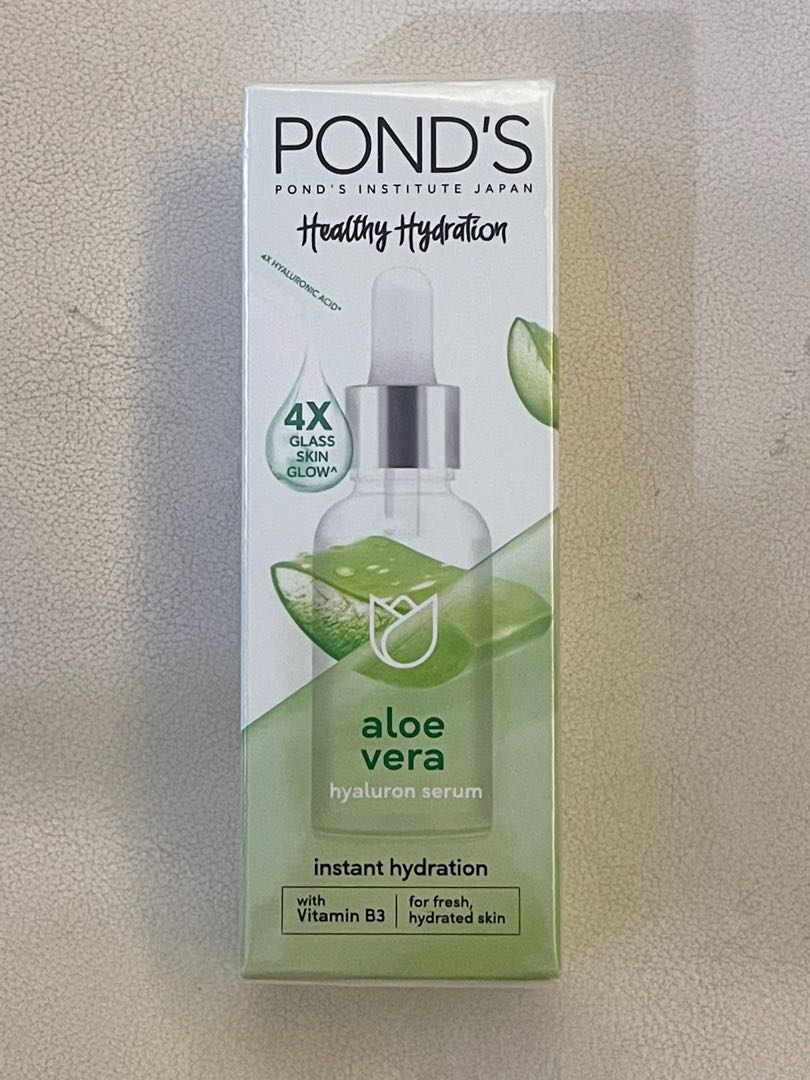 POND'S
POND'S INSTITUTE JAPAN
Healthy Hydration
4X HYALURONIC ACID*
4X
GLASS
SKIN
GLOW^
aloe
vera
hyaluron serum
instant hydration
with
Vitamin B3
for fresh,
hydrated skin